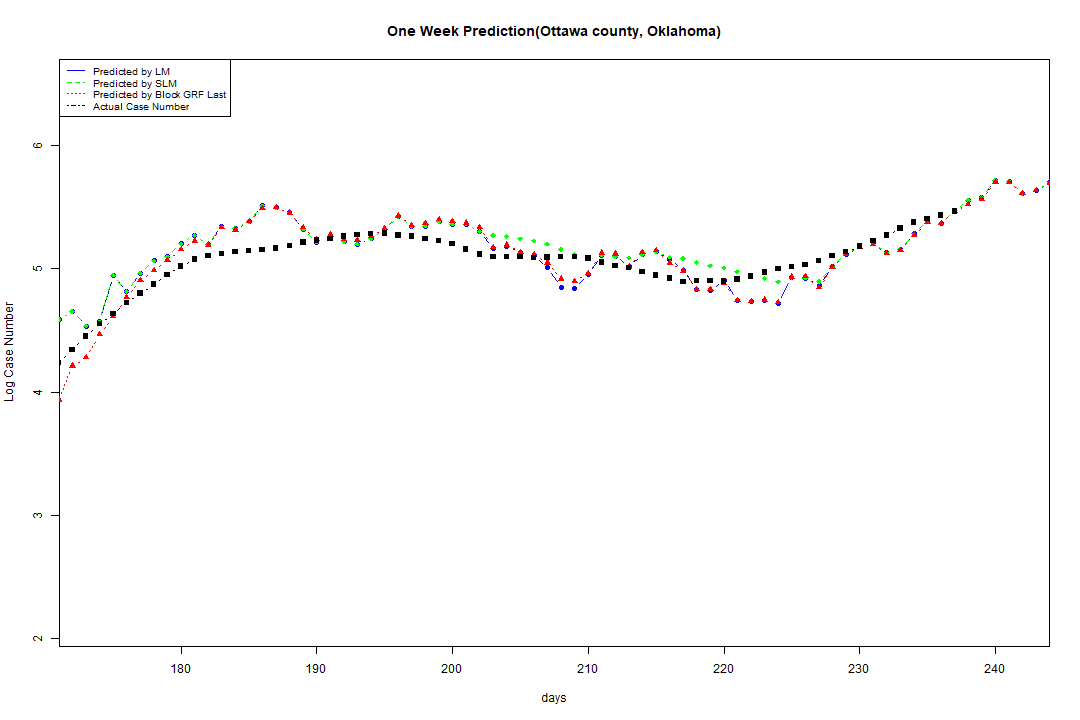 One Week Prediction(Ottawa county, Oklahoma)
Predicted by LM
Predicted by SLM
Predicted by Block GRF Last
Actual Case Number
6
5
4
3
2
Log Case Number
180 190 200 210 220 230 240
days